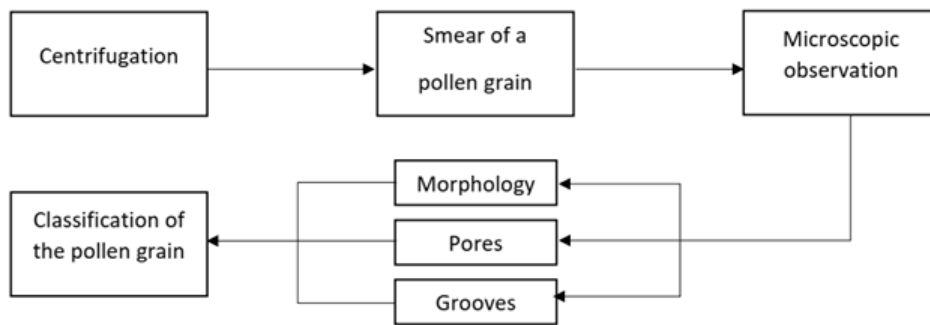 Centrifugation
Smear of a
pollen grain
Microscopic
observation
Morphology
Pores
Grooves
Classification of
the pollen grain